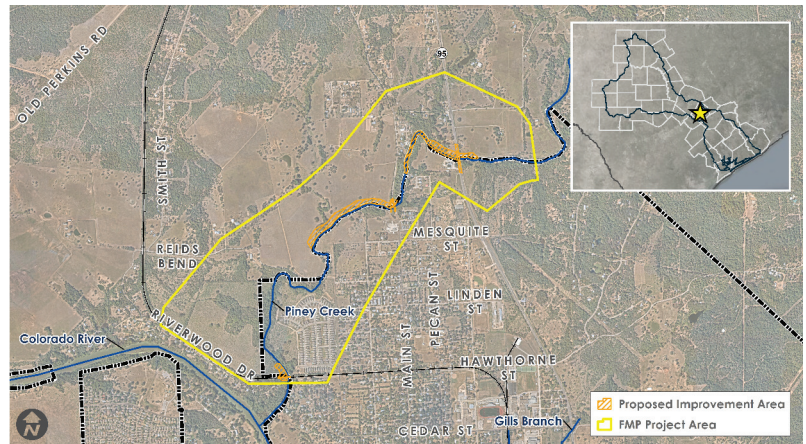 OLD PERKINS RD
95
SMITH ST
REIDS
BEND
MESQUITE
ST
Piney Creek
LINDEN
ST
PECAN ST
MAIN ST
RIVERWOOD DR
Colorado River
HAWTHORNE
ST
CEDAR ST
Gills Branch
Proposed Improvement Area
FMP Project Area
N